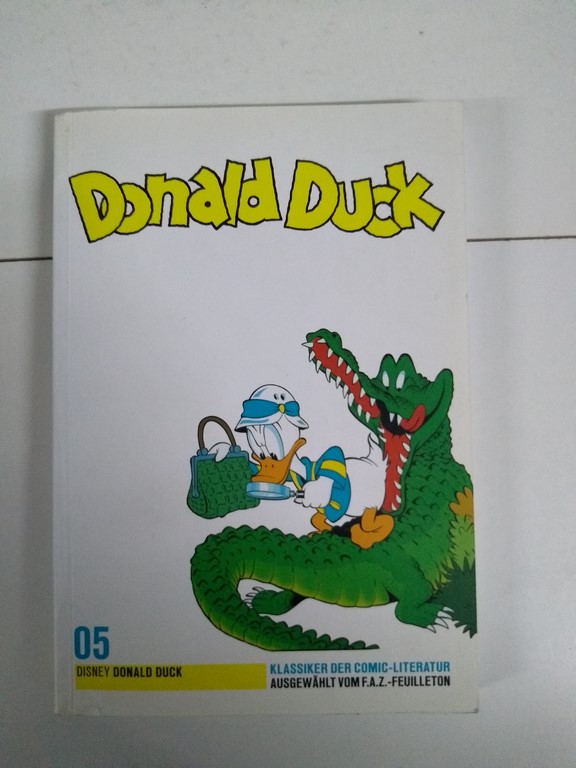 Donald Duck
05
DISNEY DONALD DUCK
KLASSIKER DER COMIC-LITERATUR
AUSGEWÄHLT VOM F.A.Z.-FEUILLETON